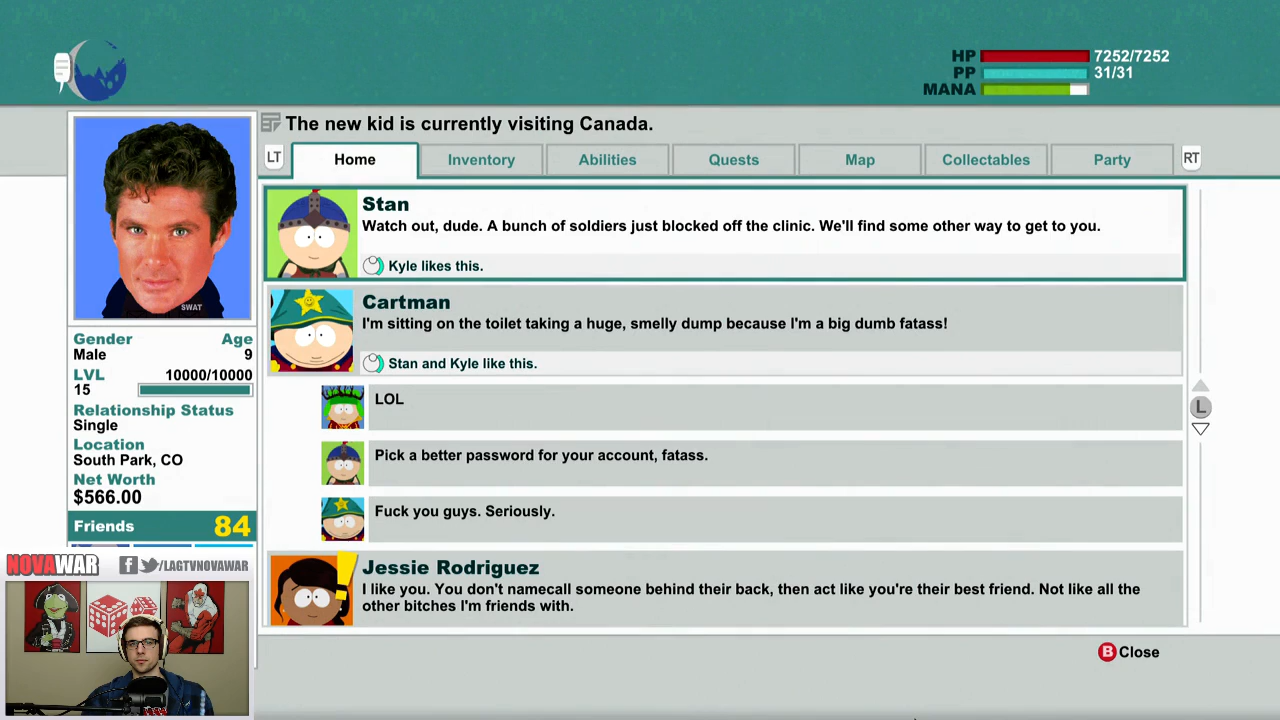 HP 7252/7252
PP 31/31
MANA
The new kid is currently visiting Canada.
LT Home Inventory Abilities Quests Map Collectables Party RT
SWAT
Gender Age
Male 9
LVL 10000/10000
15
Relationship Status
Single
Location
South Park, CO
Net Worth
$566.00
Friends 84
Stan
Watch out, dude. A bunch of soldiers just blocked off the clinic. We'll find some other way to get to you.
Kyle likes this.
Cartman
I'm sitting on the toilet taking a huge, smelly dump because I'm a big dumb fatass!
Stan and Kyle like this.
LOL
Pick a better password for your account, fatass.
Fuck you guys. Seriously.
Jessie Rodriguez
I like you. You don't namecall someone behind their back, then act like you're their best friend. Not like all the
other bitches I'm friends with.
L
B Close
NOVAWAR f /LAGTVNOVAWAR